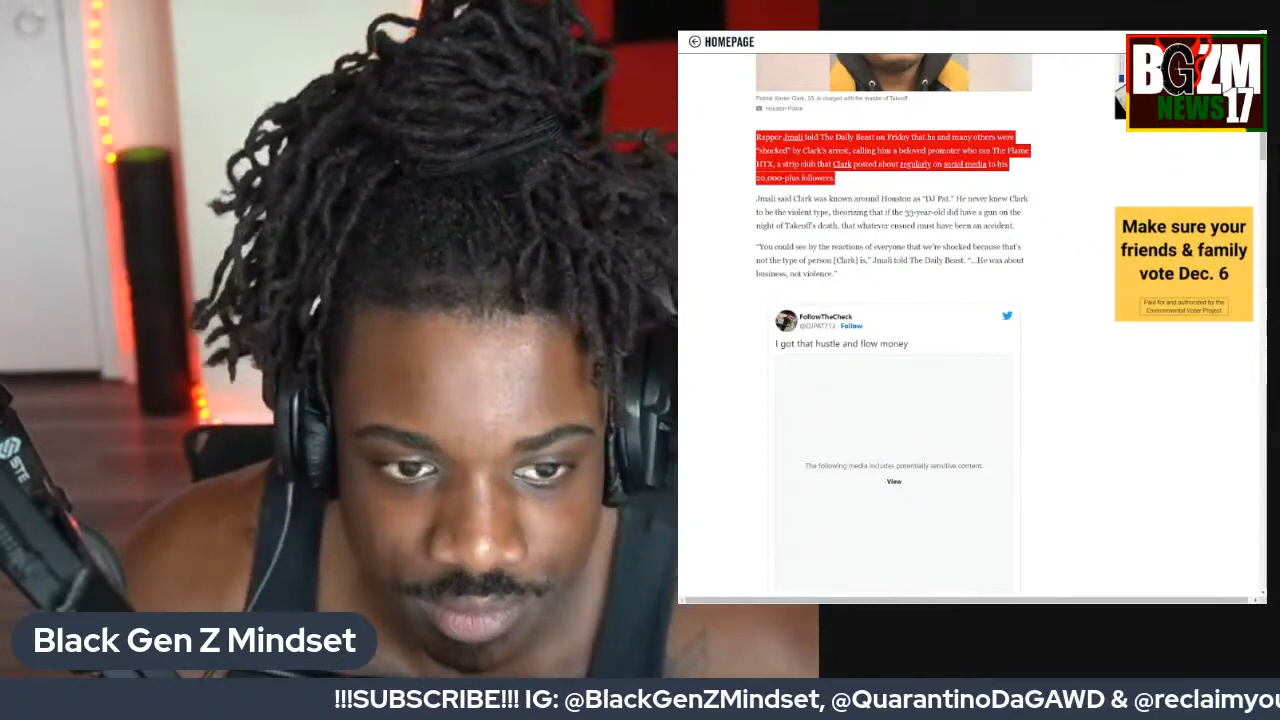 HOMEPAGE
BGZM
NEWS 17
Patrick Xavier Clark, 33, is charged with the murder of Takeoff
Houston Police
Rapper Jmali told The Daily Beast on Friday that he and many others were
“shocked” by Clark's arrest, calling him a beloved promoter who ran The Flame
HTX, a strip club that Clark posted about regularly on social media to his
20,000-plus followers.
Jmali said Clark was known around Houston as “DJ Pat.” He never knew Clark
to be the violent type, theorizing that if the 33-year-old did have a gun on the
night of Takeoff's death, that whatever ensued must have been an accident.
“You could see by the reactions of everyone that we're shocked because that's
not the type of person [Clark] is,” Jmali told The Daily Beast. “...He was about
business, not violence.”
Make sure your
friends & family
vote Dec. 6
Paid for and authorized by the
Environmental Voter Project
FollowTheCheck
@DJPAT713 · Follow
I got that hustle and flow money
The following media includes potentially sensitive content.
View
STE
Black Gen Z Mindset
!!!SUBSCRIBE!!! IG: @BlackGenZMindset, @QuarantinoDaGAWD & @reclaimyou